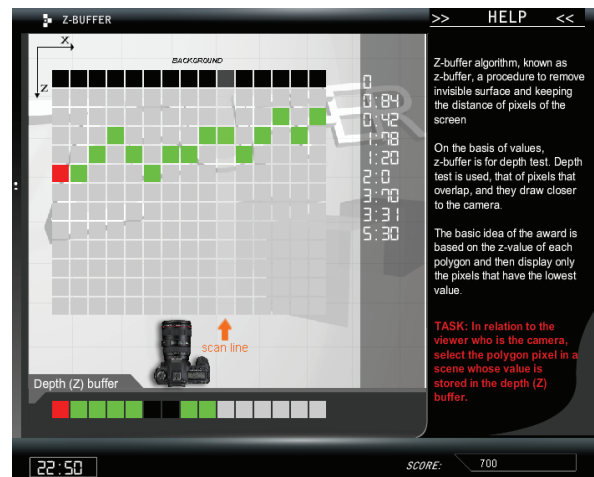 Z-BUFFER
>> HELP <<
X
BACKGROUND
Z
0
0:84
0:42
1:78
1:20
2:0
3:70
3:31
5:30
scan line
Depth (Z) buffer
22:50
SCORE: 700
Z-buffer algorithm, known as
z-buffer, a procedure to remove
invisible surface and keeping
the distance of pixels of the
screen
On the basis of values,
z-buffer is for depth test. Depth
test is used, that of pixels that
overlap, and they draw closer
to the camera.
The basic idea of the award is
based on the z-value of each
polygon and then display only
the pixels that have the lowest
value.
TASK: In relation to the
viewer who is the camera,
select the polygon pixel in a
scene whose value is
stored in the depth (Z)
buffer.